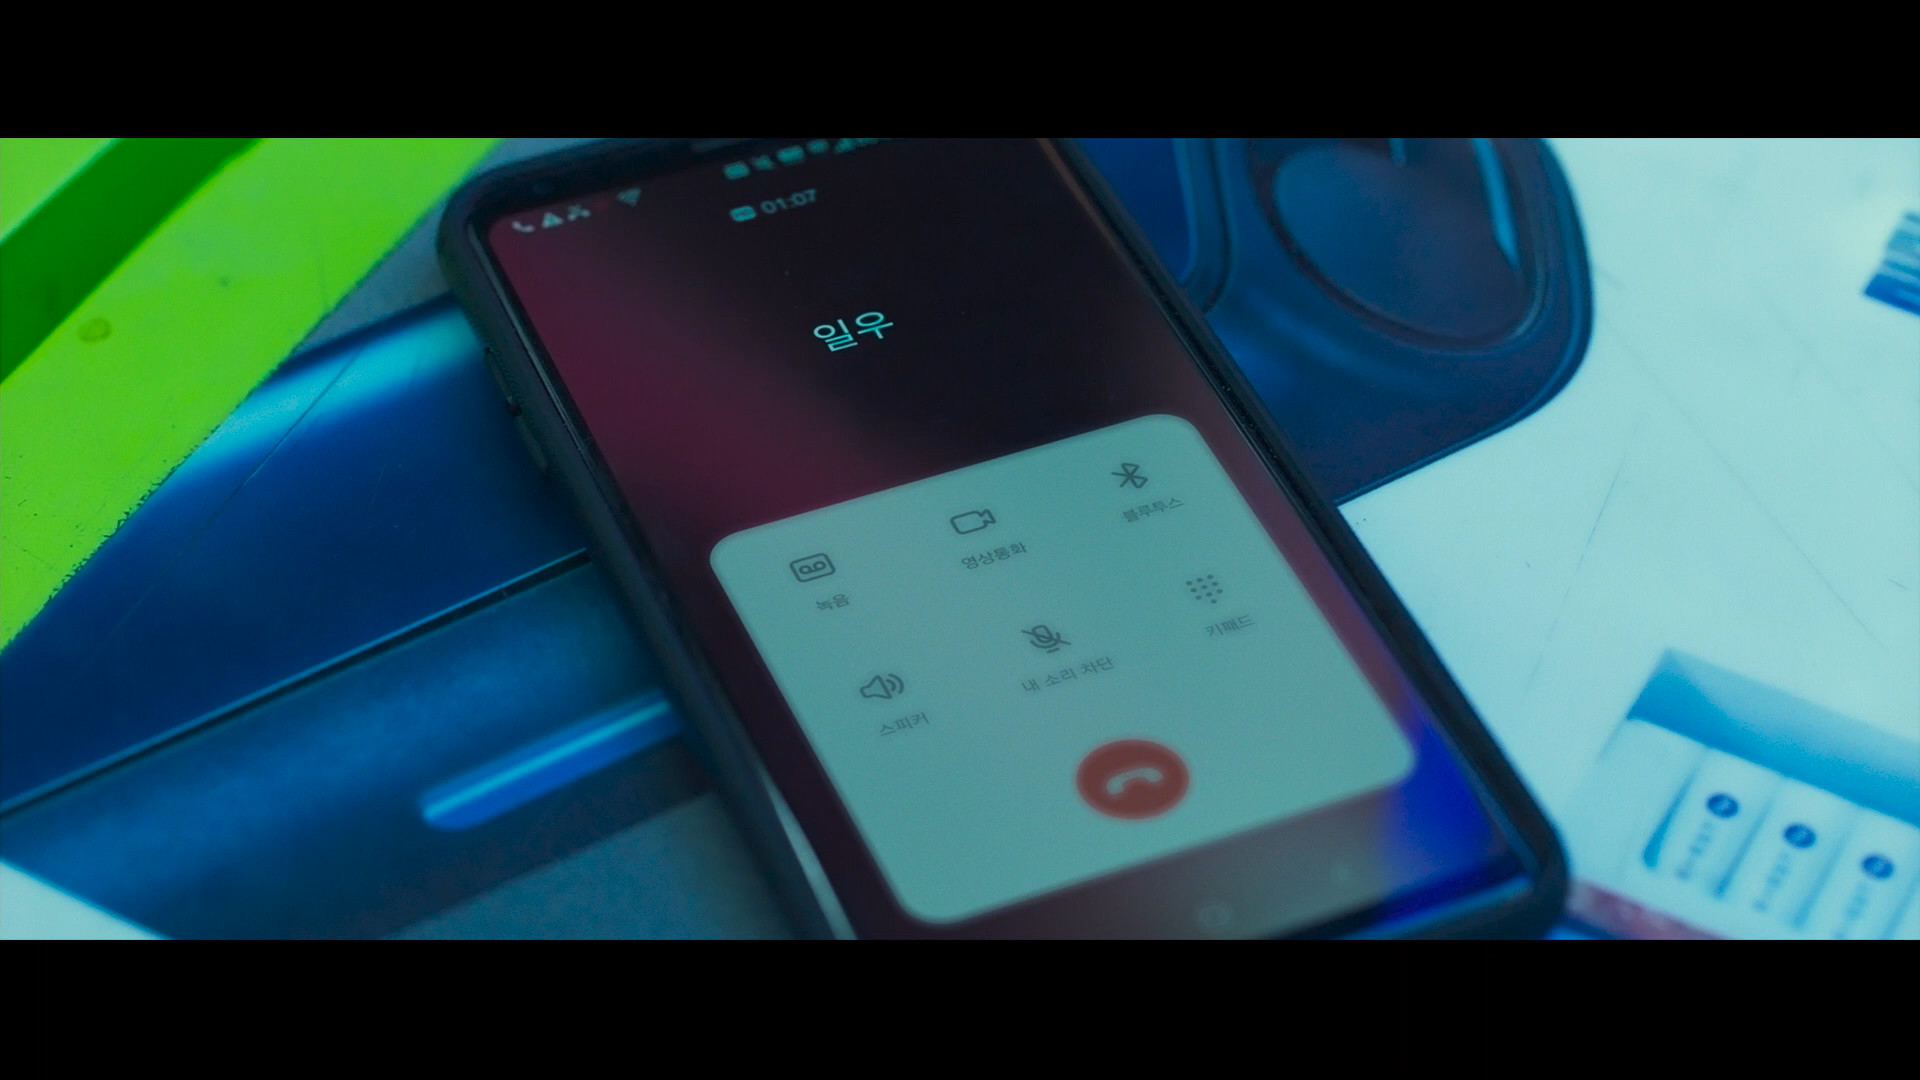 HD 01:07
일우
녹음
영상통화
블루투스
스피커
내 소리 차단
키패드